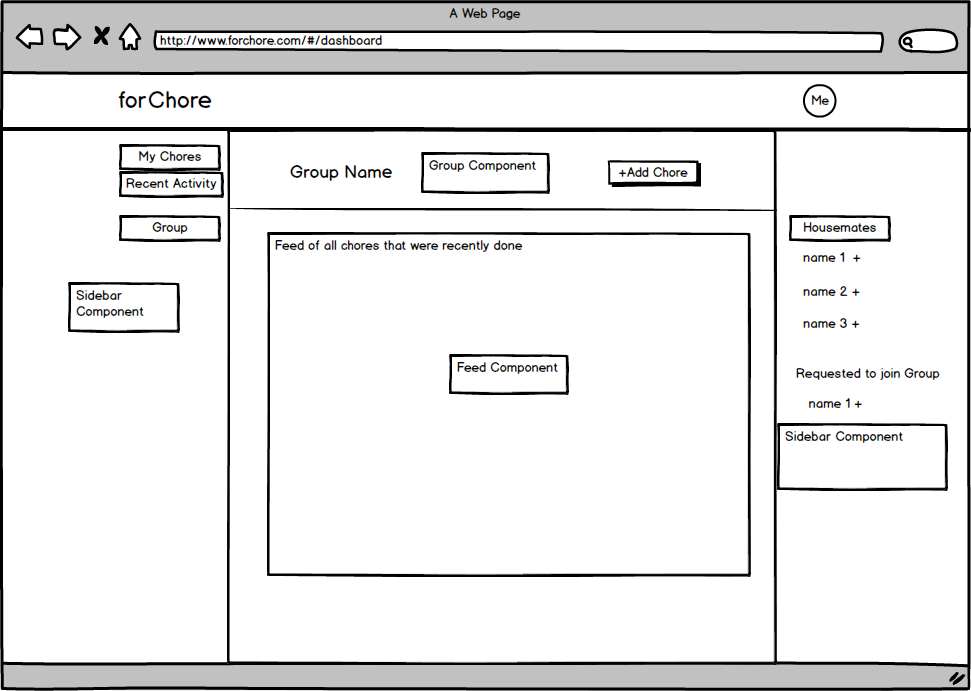 A Web Page
http://www.forchore.com/#/dashboard
forChore
Me
My Chores
Recent Activity
Group
Sidebar
Component
Group Name
Group Component
+Add Chore
Feed of all chores that were recently done
Feed Component
Housemates
name 1 +
name 2 +
name 3 +
Requested to join Group
name 1 +
Sidebar Component